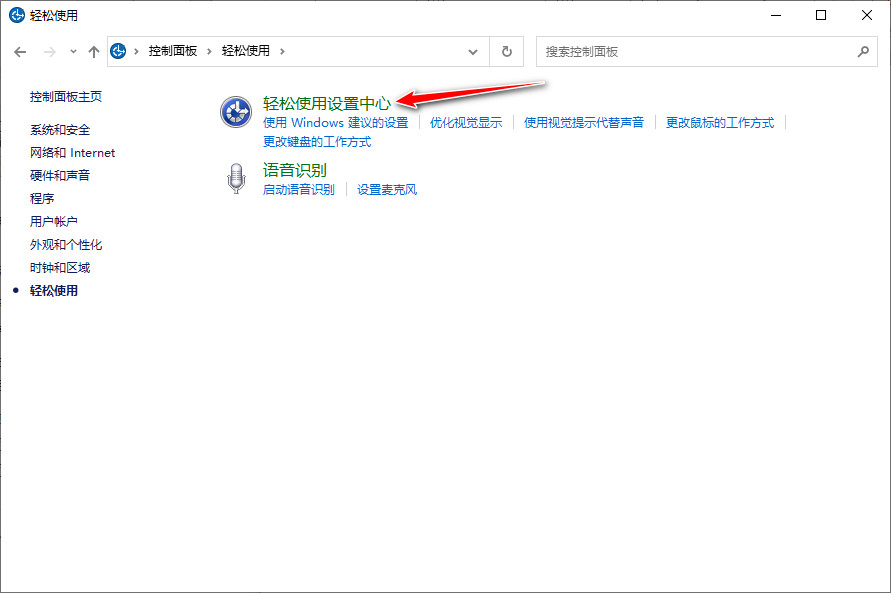 轻松使用
控制面板 轻松使用
搜索控制面板
控制面板主页
系统和安全
网络和 Internet
硬件和声音
程序
用户帐户
外观和个性化
时钟和区域
轻松使用
轻松使用设置中心
使用 Windows 建议的设置 优化视觉显示 使用视觉提示代替声音 更改鼠标的工作方式
更改键盘的工作方式
语音识别
启动语音识别 设置麦克风